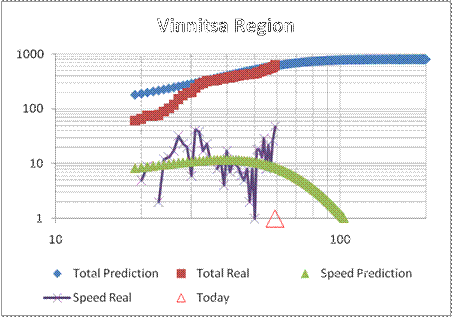 Vinnitsa Region
1000
100
10
1
10
100
Total Prediction
Total Real
Speed Prediction
Speed Real
Today